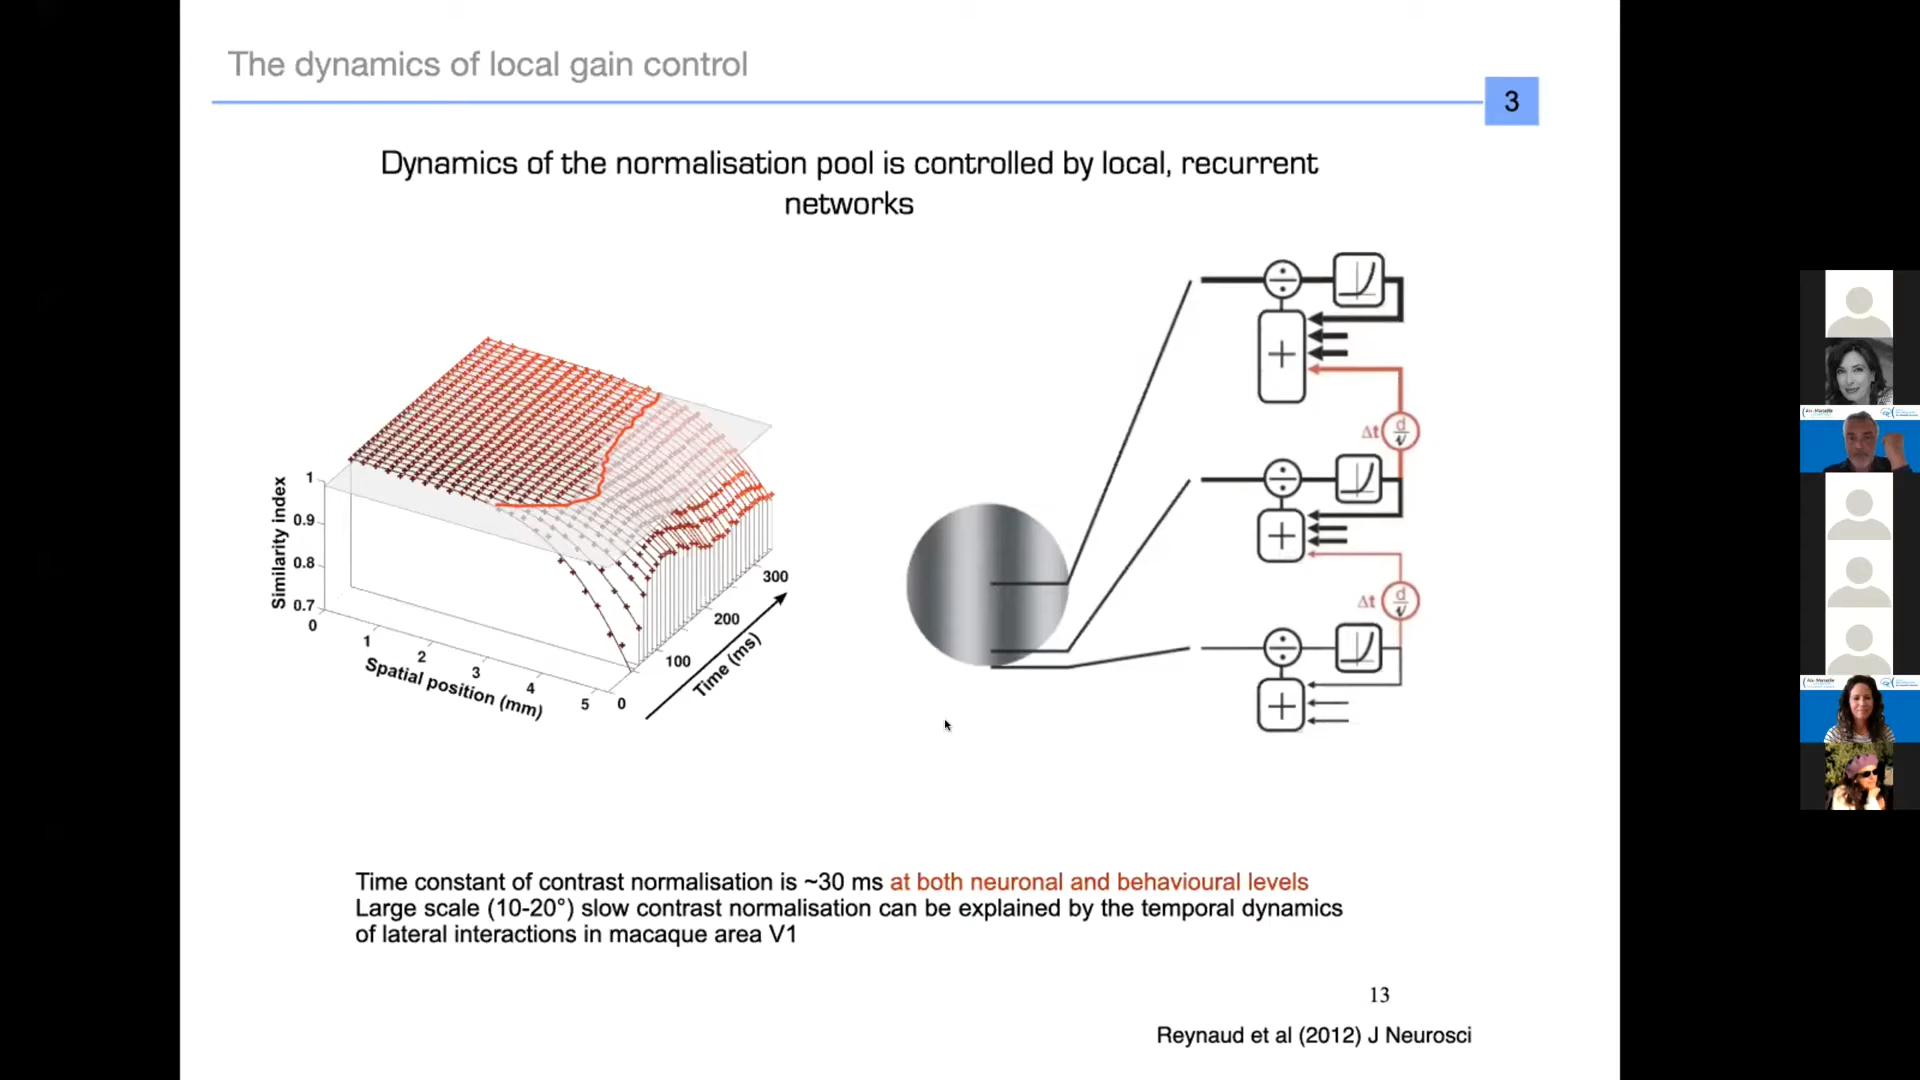 The dynamics of local gain control
3
Dynamics of the normalisation pool is controlled by local, recurrent
networks
Similarity index
1
0.9
0.8
0.7
0
1
2
3
4
5
Spatial position (mm)
0
100
200
300
Time (ms)
÷
+
Δt
d
÷
+
Δt
d
÷
+
Time constant of contrast normalisation is ~30 ms at both neuronal and behavioural levels
Large scale (10-20°) slow contrast normalisation can be explained by the temporal dynamics
of lateral interactions in macaque area V1
13
Reynaud et al (2012) J Neurosci